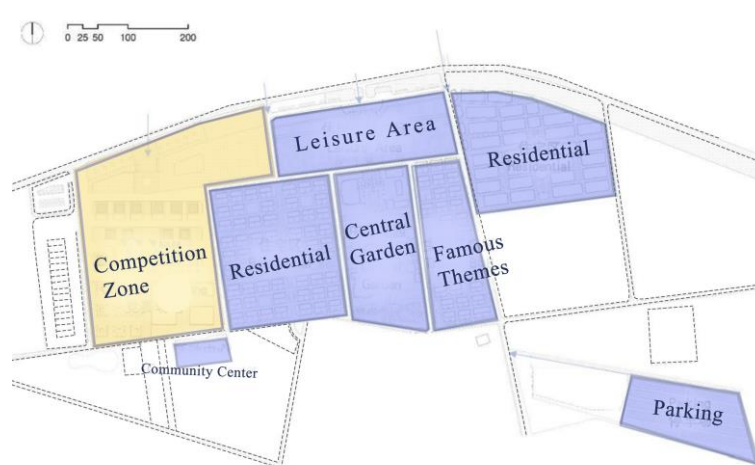 0 25 50 100 200
Leisure Area
Residential
Competition
Zone
Residential
Central
Garden
Famous
Themes
Community Center
Parking